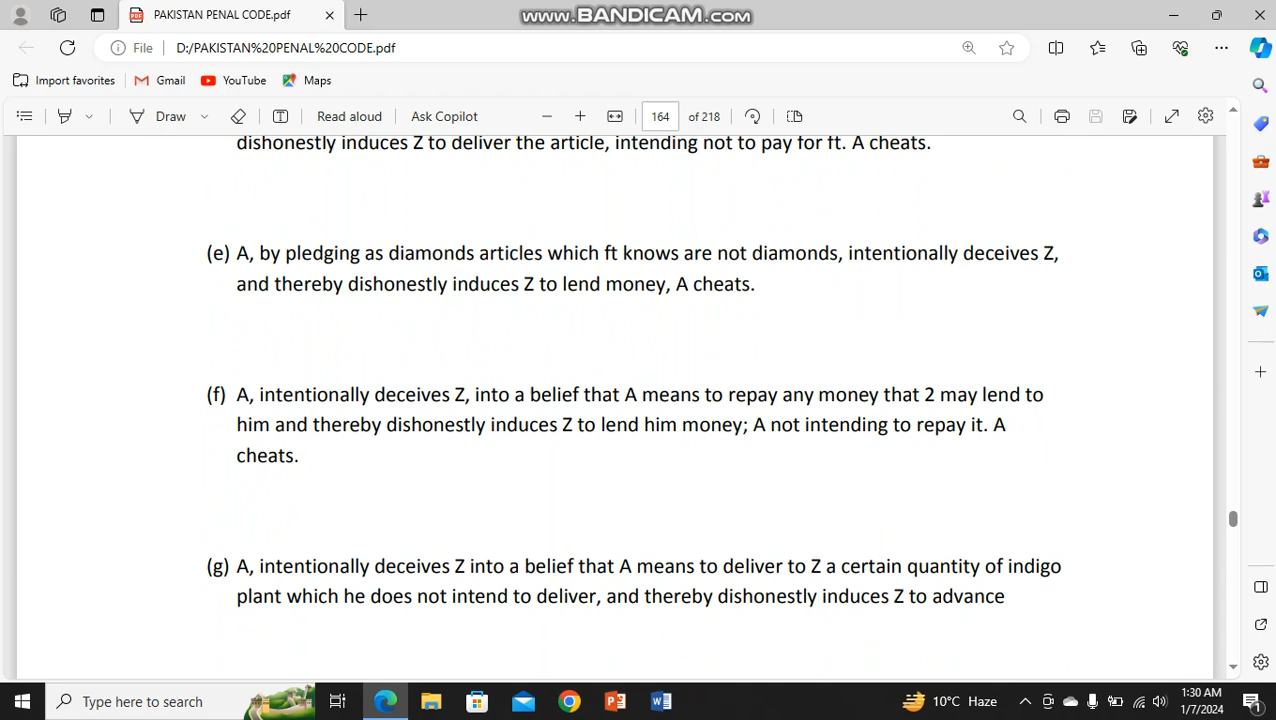 PAKISTAN PENAL CODE.pdf
www.BANDICAM.com
File D:/PAKISTAN%20PENAL%20CODE.pdf
Import favorites Gmail YouTube Maps
Draw Read aloud Ask Copilot 164 of 218
dishonestly induces Z to deliver the article, intending not to pay for ft. A cheats.
(e) A, by pledging as diamonds articles which ft knows are not diamonds, intentionally deceives Z,
and thereby dishonestly induces Z to lend money, A cheats.
(f) A, intentionally deceives Z, into a belief that A means to repay any money that 2 may lend to
him and thereby dishonestly induces Z to lend him money; A not intending to repay it. A
cheats.
(g) A, intentionally deceives Z into a belief that A means to deliver to Z a certain quantity of indigo
plant which he does not intend to deliver, and thereby dishonestly induces Z to advance
Type here to search 10°C Haze 1:30 AM
1/7/2024